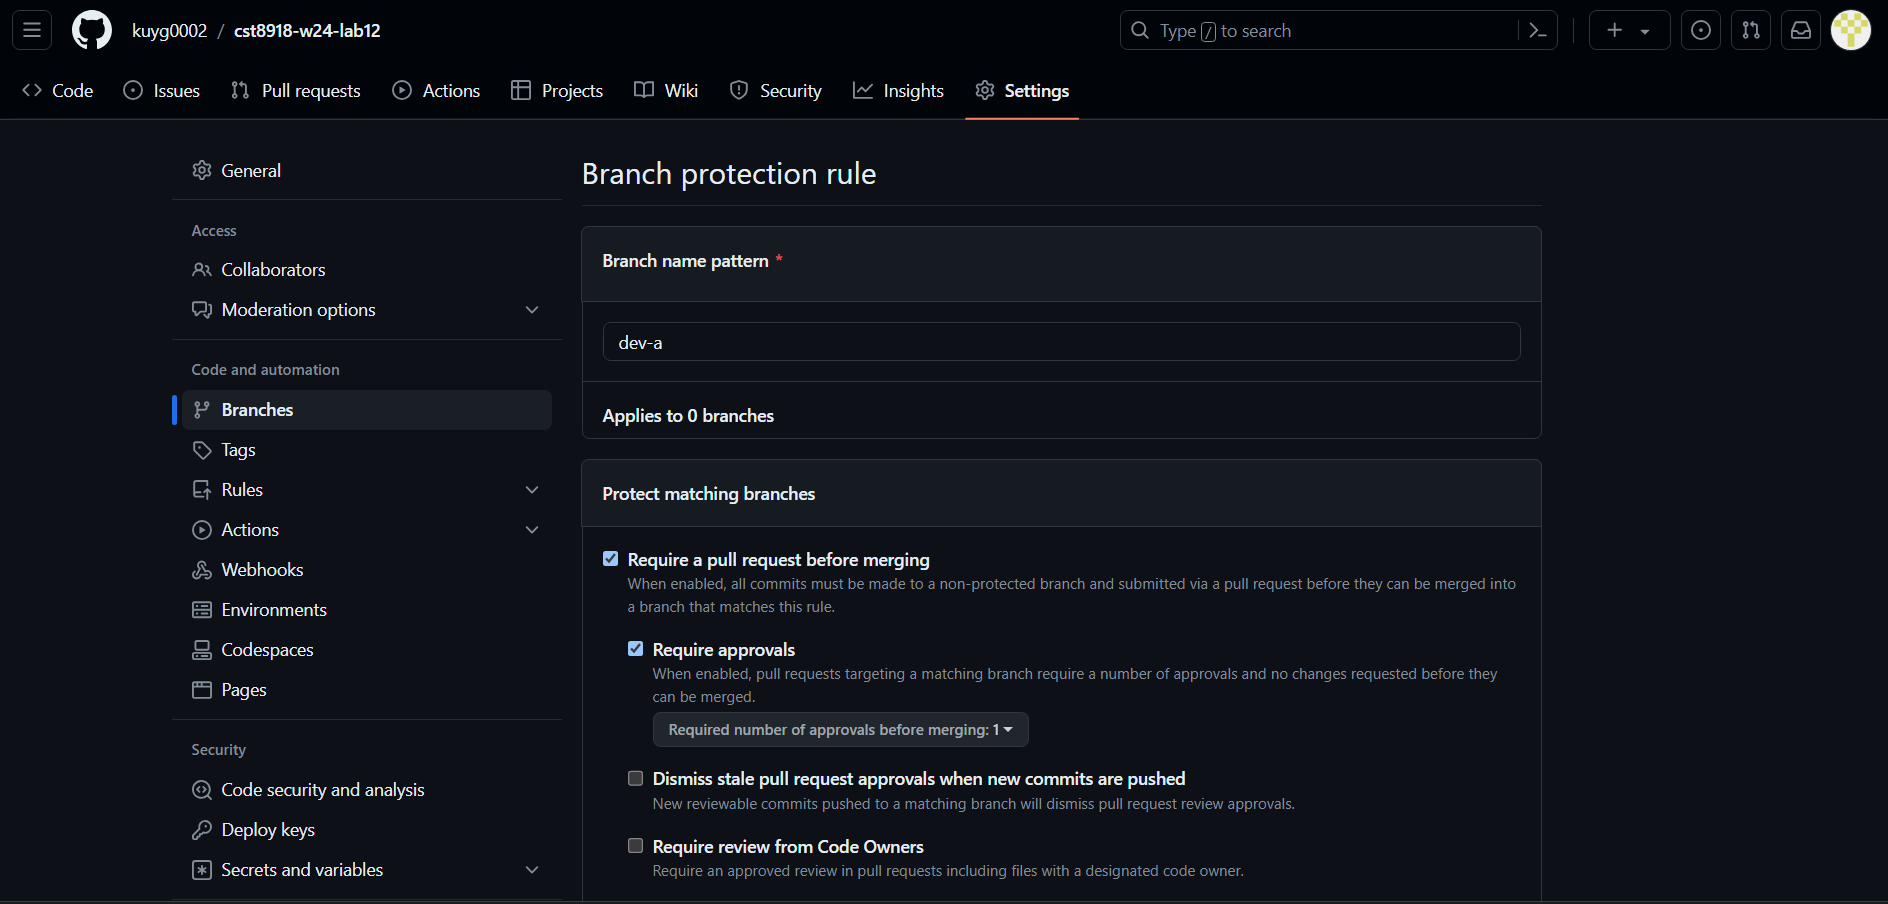 kuyg0002 / cst8918-w24-lab12
Type / to search
Code
Issues
Pull requests
Actions
Projects
Wiki
Security
Insights
Settings
General
Access
Collaborators
Moderation options
Code and automation
Branches
Tags
Rules
Actions
Webhooks
Environments
Codespaces
Pages
Security
Code security and analysis
Deploy keys
Secrets and variables
Branch protection rule
Branch name pattern *
dev-a
Applies to 0 branches
Protect matching branches
Require a pull request before merging
When enabled, all commits must be made to a non-protected branch and submitted via a pull request before they can be merged into
a branch that matches this rule.
Require approvals
When enabled, pull requests targeting a matching branch require a number of approvals and no changes requested before they
can be merged.
Required number of approvals before merging: 1
Dismiss stale pull request approvals when new commits are pushed
New reviewable commits pushed to a matching branch will dismiss pull request review approvals.
Require review from Code Owners
Require an approved review in pull requests including files with a designated code owner.